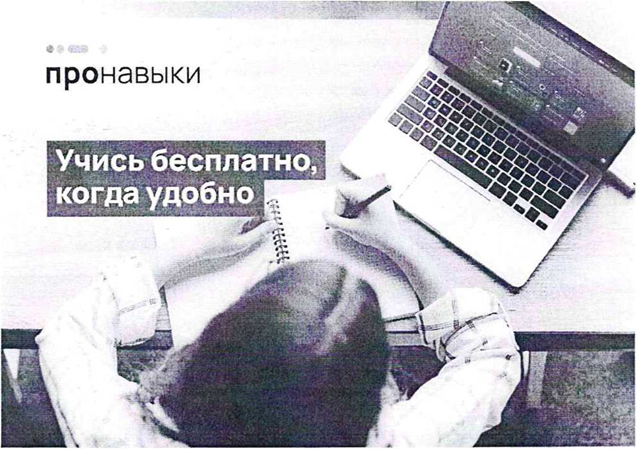 пронавыки
Учись бесплатно,
когда удобно